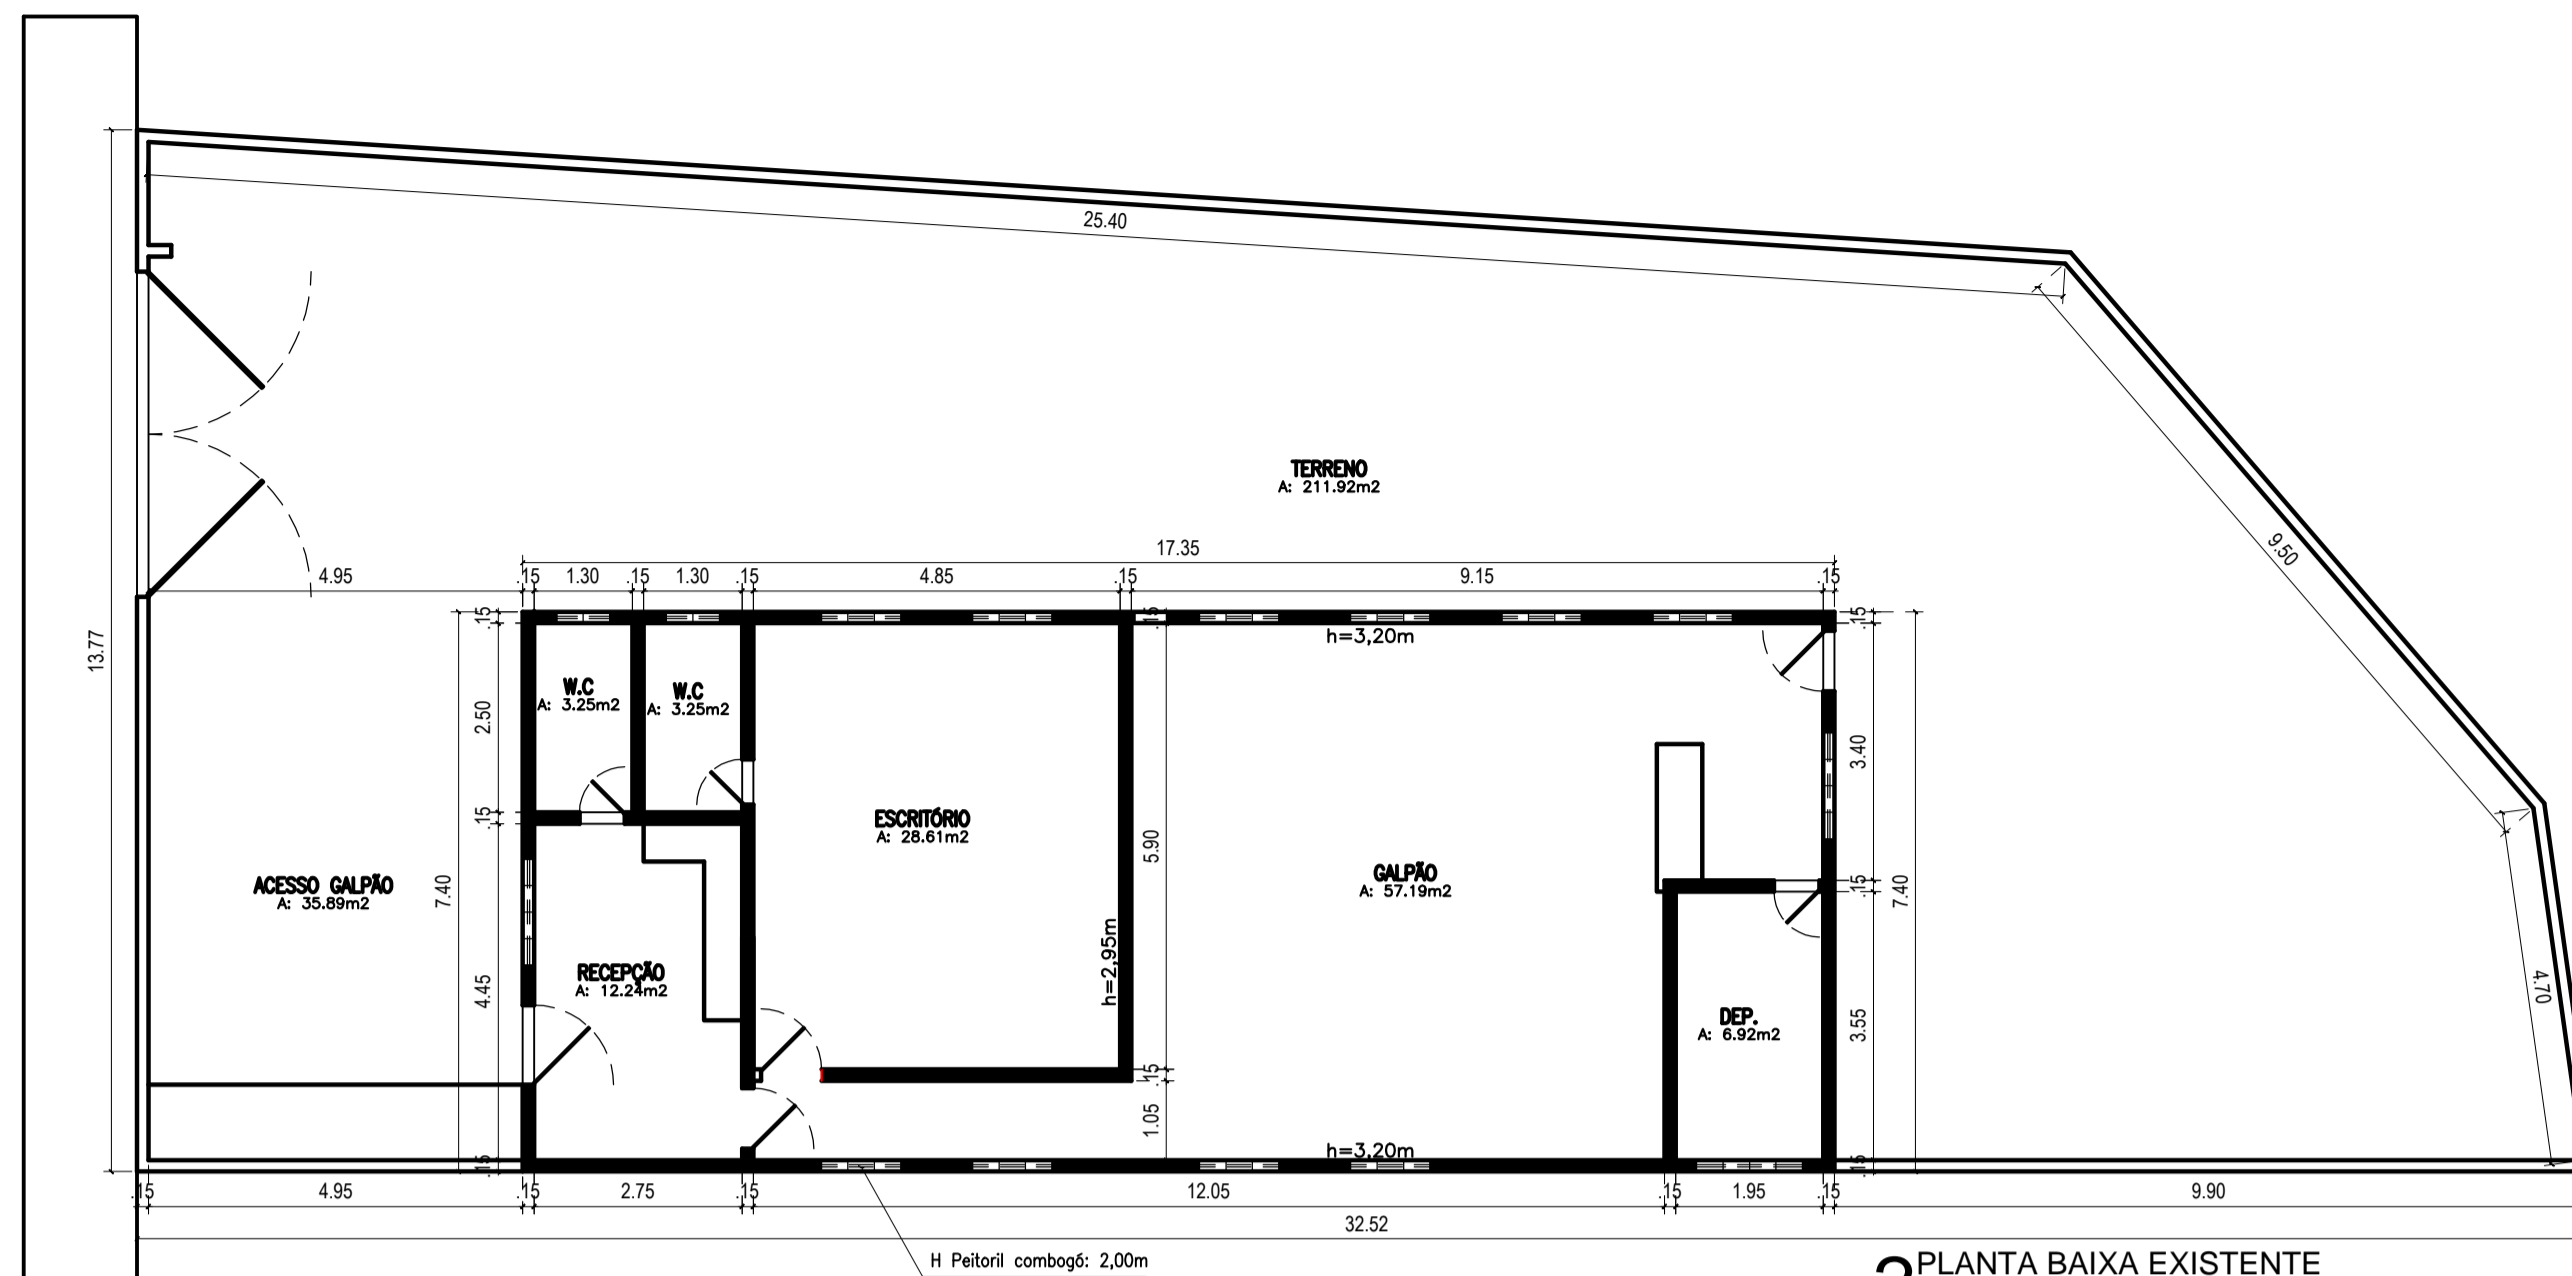 25.40
9.50
4.70
13.77
TERRENO
A: 211.92m2
17.35
4.95
.15
1.30
.15
1.30
.15
4.85
.15
9.15
.15
.15
2.50
.15
4.45
.15
7.40
W.C
A: 3.25m2
W.C
A: 3.25m2
ESCRITÓRIO
A: 28.61m2
ACESSO GALPÃO
A: 35.89m2
RECEPÇÃO
A: 12.24m2
h=3,20m
h=2,95m
.15
5.90
.15
1.05
GALPÃO
A: 57.19m2
DEP.
A: 6.92m2
h=3,20m
.15
3.40
.15
3.55
.15
7.40
.15
4.95
.15
2.75
.15
12.05
.15
1.95
.15
9.90
32.52
H Peitoril combogó: 2,00m
PLANTA BAIXA EXISTENTE